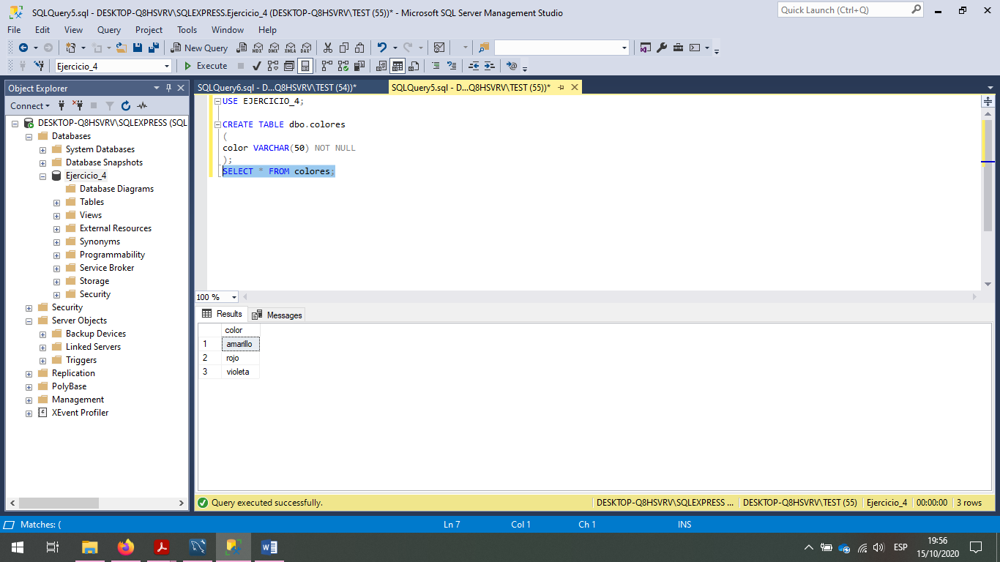 SQLQuery5.sql - DESKTOP-Q8HSVRV\SQLEXPRESS.Ejercicio_4 (DESKTOP-Q8HSVRV\TEST (55))* - Microsoft SQL Server Management Studio
Quick Launch (Ctrl+Q)
File Edit View Query Project Tools Window Help
New Query
MDX DMX XMLA DAX
Ejercicio_4
Execute
Object Explorer
SQLQuery6.sql - D...Q8HSVRV\TEST (54))*
SQLQuery5.sql - D...Q8HSVRV\TEST (55))*
Connect
DESKTOP-Q8HSVRV\SQLEXPRESS (SQL
Databases
System Databases
Database Snapshots
Ejercicio_4
Database Diagrams
Tables
Views
External Resources
Synonyms
Programmability
Service Broker
Storage
Security
Security
Server Objects
Backup Devices
Linked Servers
Triggers
Replication
PolyBase
Management
XEvent Profiler
USE EJERCICIO_4;
CREATE TABLE dbo.colores
(
color VARCHAR(50) NOT NULL
);
SELECT * FROM colores;
100 %
Results Messages
color
1 amarillo
2 rojo
3 violeta
Query executed successfully.
DESKTOP-Q8HSVRV\SQLEXPRESS ... DESKTOP-Q8HSVRV\TEST (55) Ejercicio_4 00:00:00 3 rows
Matches: ( Ln 7 Col 1 Ch 1 INS
ESP
19:56
15/10/2020